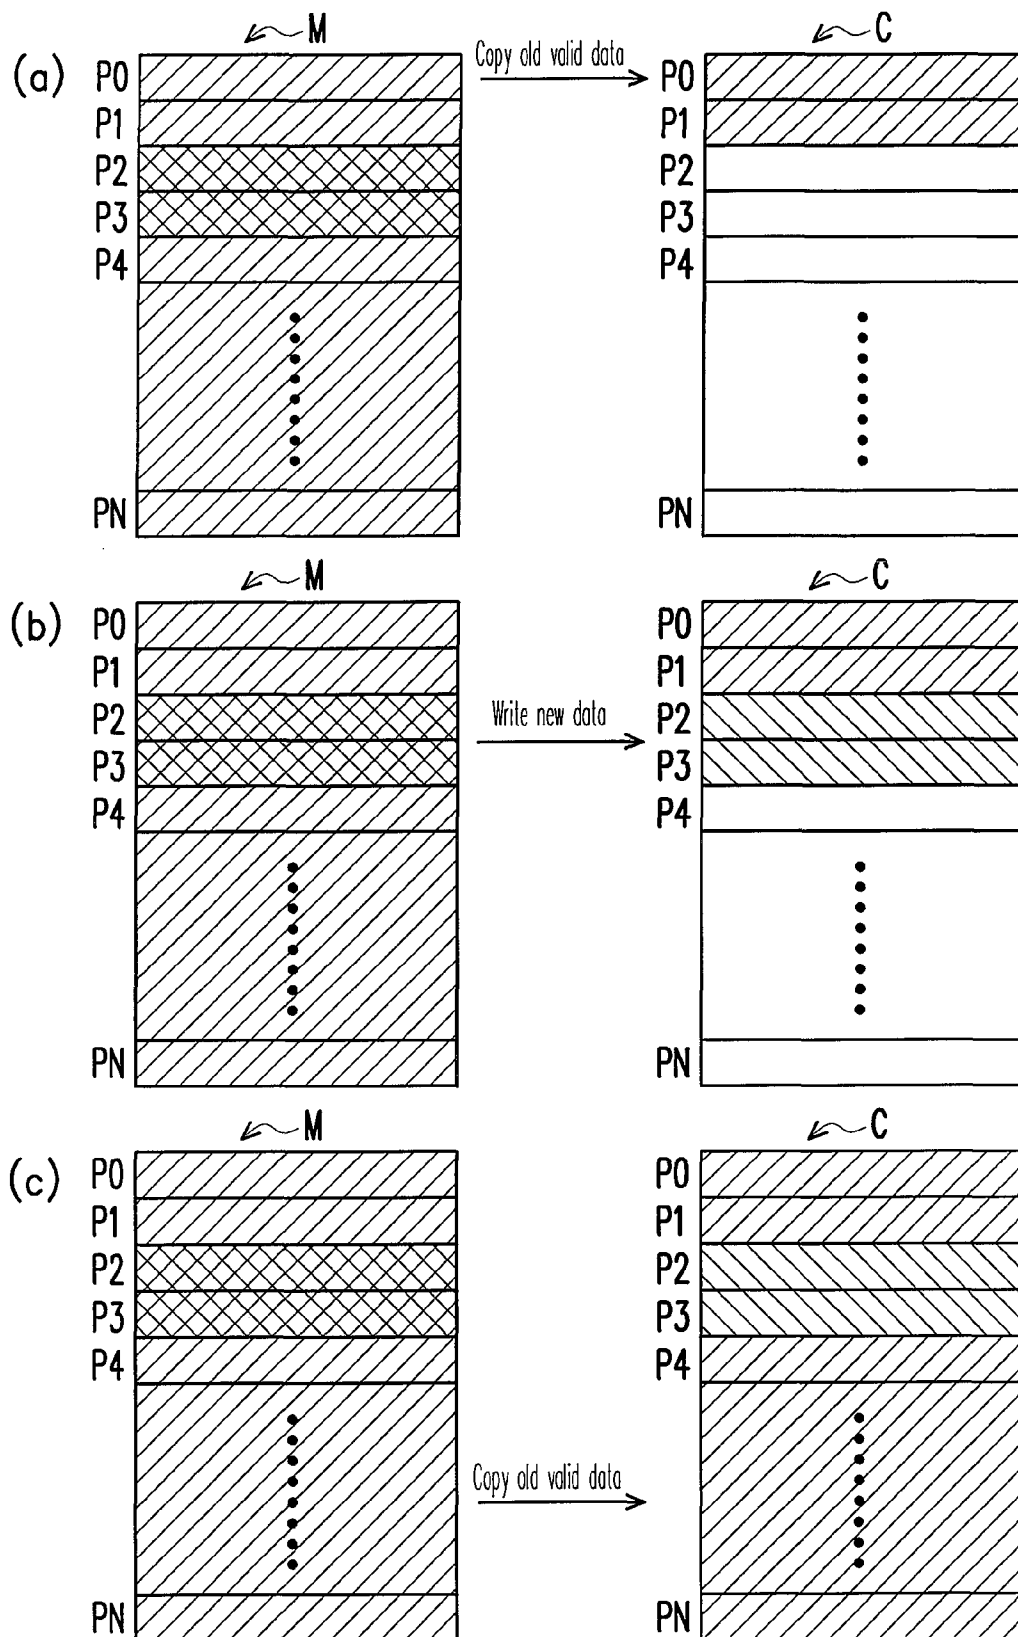 M
C
(a)
Copy old valid data
P0
P0
P1
P1
P2
P2
P3
P3
P4
P4
PN
PN
M
C
(b)
P0
P0
P1
P1
P2
P2
Write new data
P3
P3
P4
P4
PN
PN
M
C
(c)
P0
P0
P1
P1
P2
P2
P3
P3
P4
P4
Copy old valid data
PN
PN